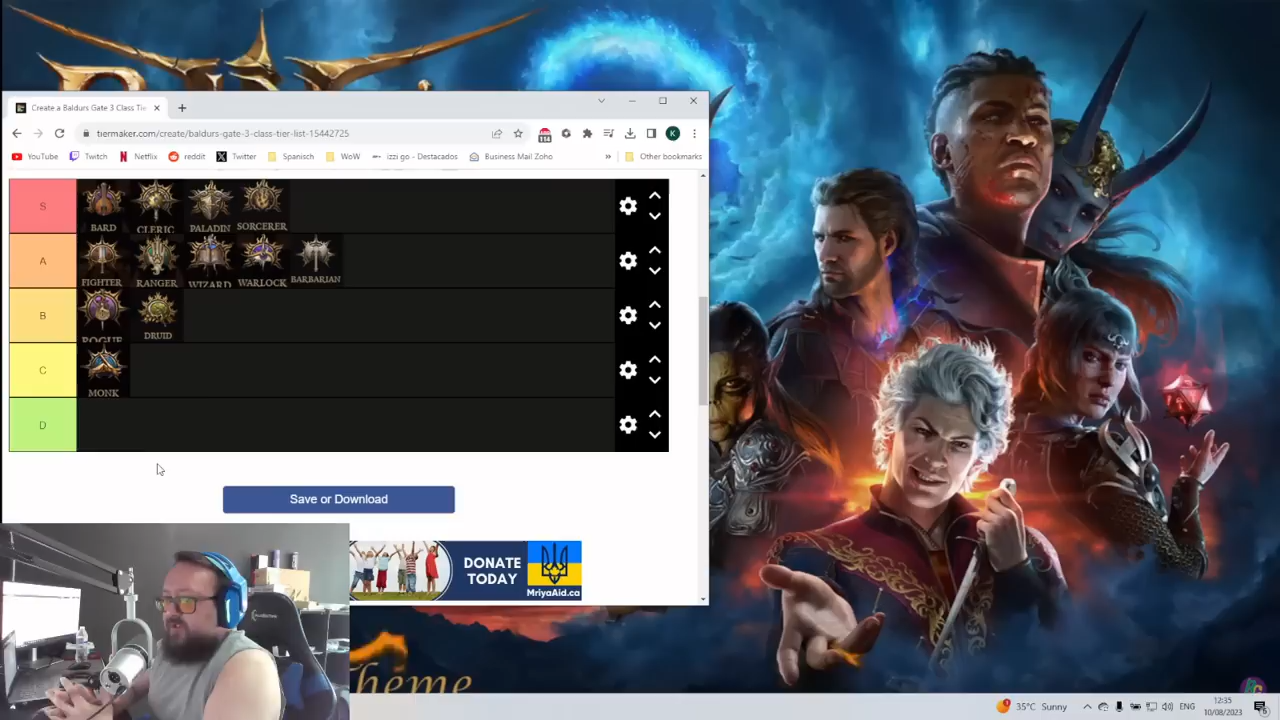 Create a Baldurs Gate 3 Class Tie
tiermaker.com/create/baldurs-gate-3-class-tier-list-15442725
114
K
YouTube Twitch Netflix reddit Twitter Spanisch WoW izzi go - Destacados Business Mail Zoho » Other bookmarks
S BARD CLERIC PALADIN SORCERER
A FIGHTER RANGER WIZARD WARLOCK BARBARIAN
B ROGUE DRUID
C MONK
D
Save or Download
DONATE
TODAY
MriyaAid.ca
Theme
35°C Sunny
ENG
12:35
10/08/2023